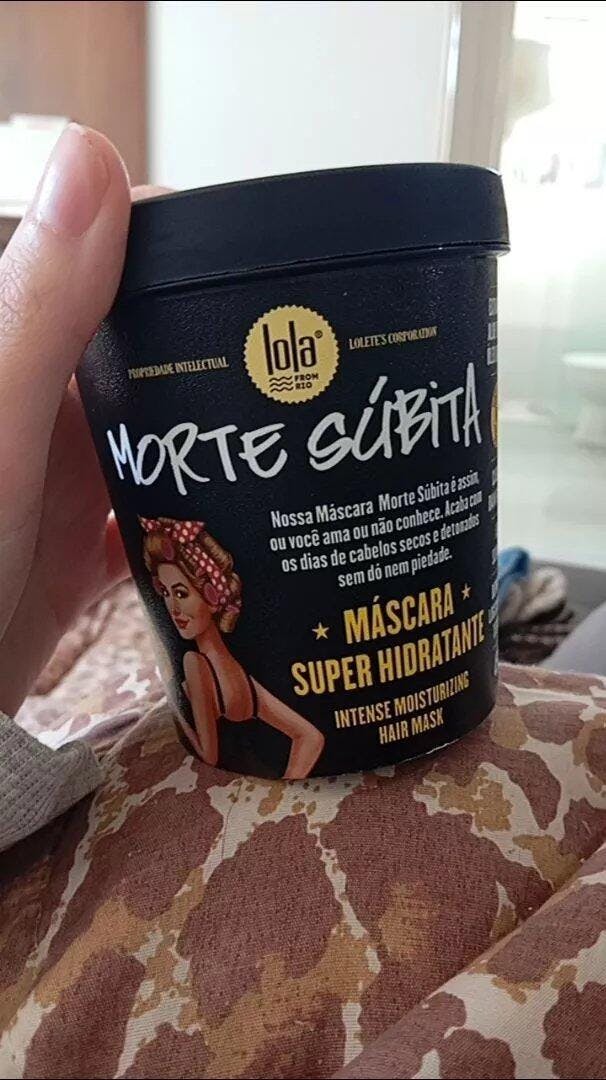 PROPRIEDADE INTELECTUAL
lola®
FROM
RIO
LOLETE'S CORPORATION
MORTE SÚBITA
Nossa Máscara Morte Súbita é assim,
ou você ama ou não conhece. Acaba com
os dias de cabelos secos e detonados
sem dó nem piedade.
MÁSCARA
SUPER HIDRATANTE
INTENSE MOISTURIZING
HAIR MASK